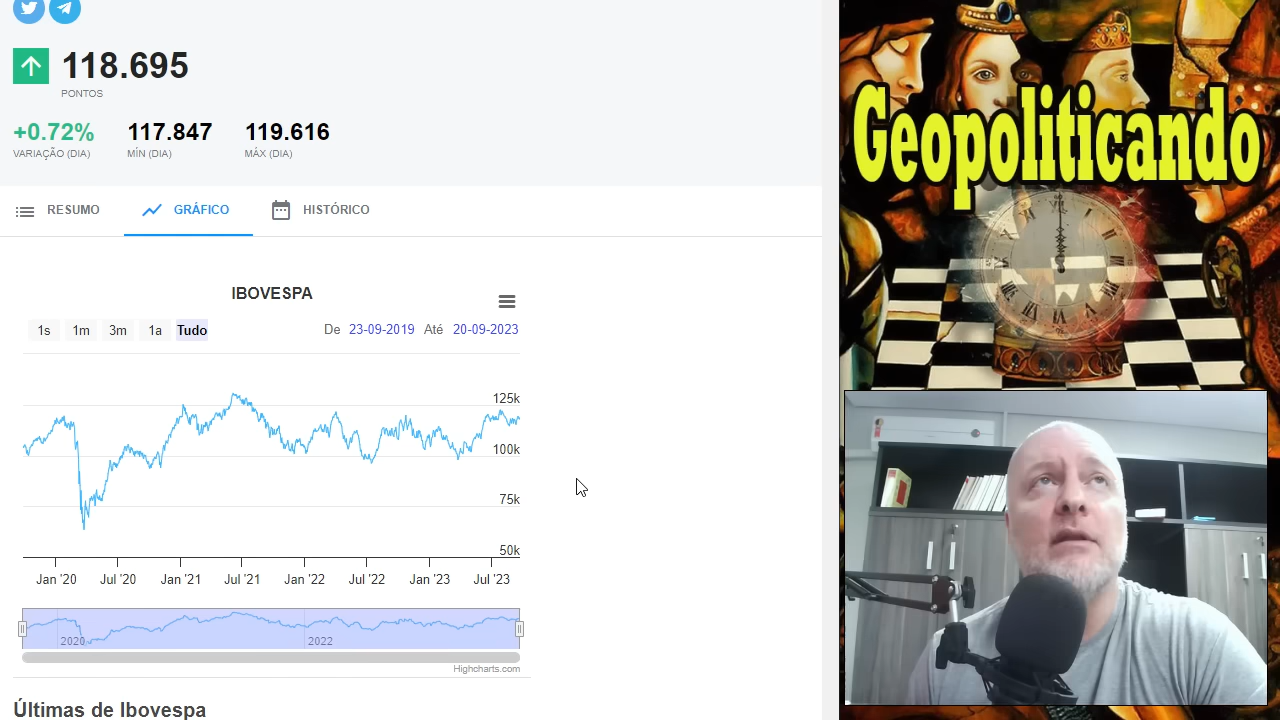 118.695
PONTOS
+0.72% 117.847 119.616
VARIAÇÃO (DIA) MÍN (DIA) MÁX (DIA)
RESUMO GRÁFICO HISTÓRICO
IBOVESPA
1s 1m 3m 1a Tudo De 23-09-2019 Até 20-09-2023
125k
100k
75k
50k
Jan '20 Jul '20 Jan '21 Jul '21 Jan '22 Jul '22 Jan '23 Jul '23
2020 2022
Highcharts.com
Últimas de Ibovespa
Geopoliticando